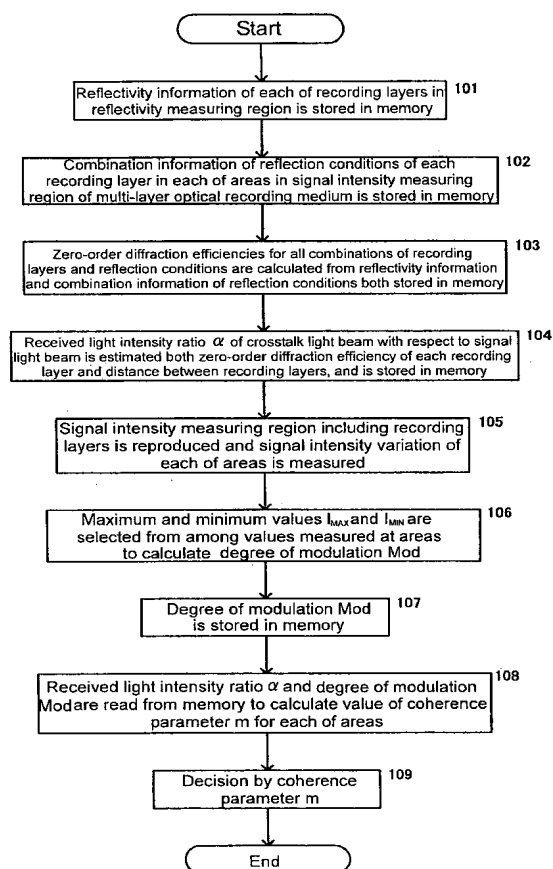 Start
101
Reflectivity information of each of recording layers in
reflectivity measuring region is stored in memory
102
Combination information of reflection conditions of each
recording layer in each of areas in signal intensity measuring
region of multi-layer optical recording medium is stored in memory
103
Zero-order diffraction efficiencies for all combinations of recording
layers and reflection conditions are calculated from reflectivity information
and combination information of reflection conditions both stored in memory
104
Received light intensity ratio α of crosstalk light beam with respect to signal
light beam is estimated both zero-order diffraction efficiency of each recording
layer and distance between recording layers, and is stored in memory
105
Signal intensity measuring region including recording
layers is reproduced and signal intensity variation of
each of areas is measured
106
Maximum and minimum values IMAX and IMIN are
selected from among values measured at areas
to calculate degree of modulation Mod
107
Degree of modulation Mod
is stored in memory
108
Received light intensity ratio α and degree of modulation
Mod are read from memory to calculate value of coherence
parameter m for each of areas
109
Decision by coherence
parameter m
End